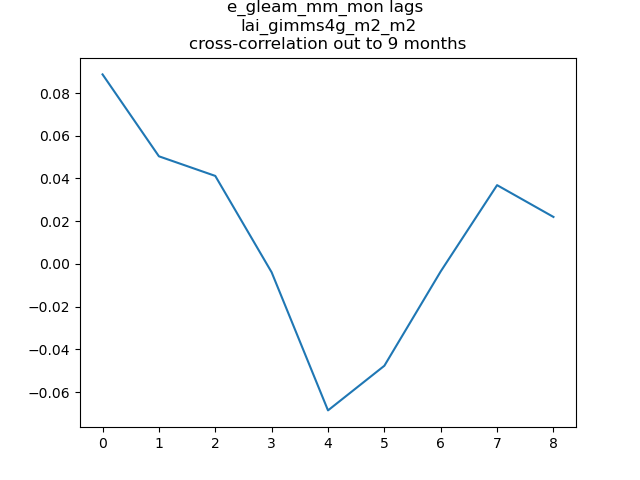 e_gleam_mm_mon lags
lai_gimms4g_m2_m2
cross-correlation out to 9 months
0.08
0.06
0.04
0.02
0.00
−0.02
−0.04
−0.06
0 1 2 3 4 5 6 7 8